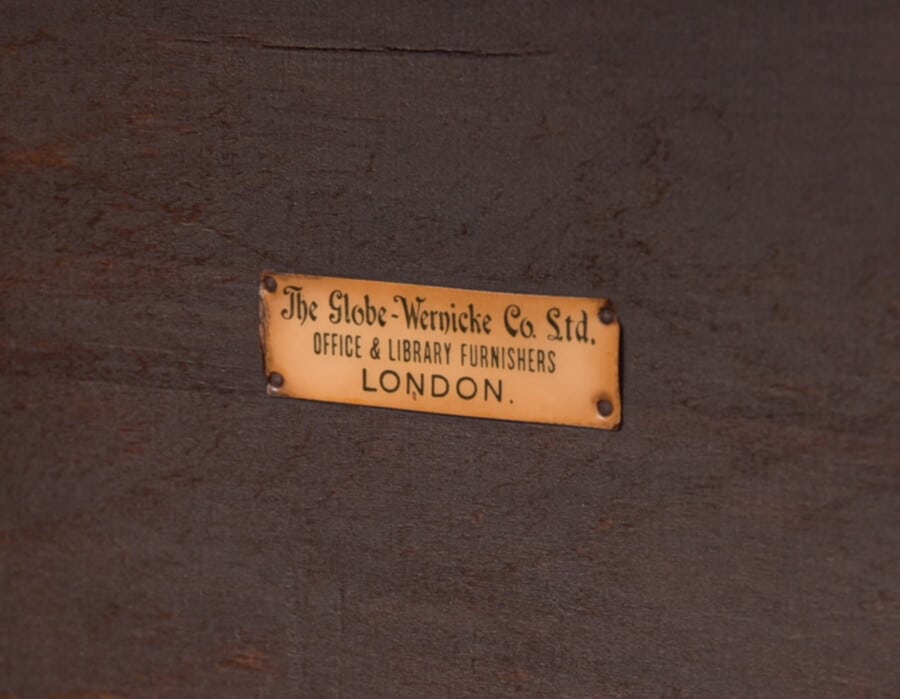 The Globe-Wernicke Co. Ltd.
OFFICE & LIBRARY FURNISHERS
LONDON.